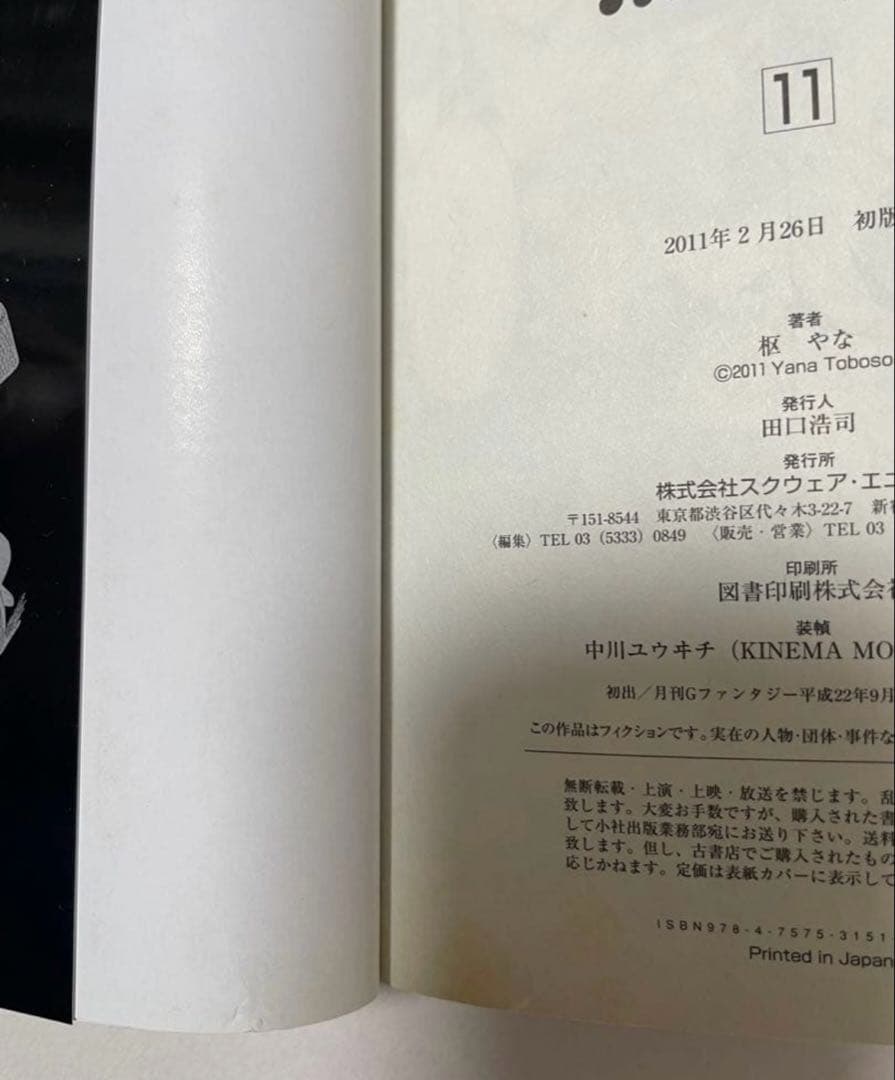 11
2011年2月26日 初版
著者
枢 やな
©2011 Yana Toboso
発行人
田口浩司
発行所
株式会社スクウェア・エニ
〒151-8544 東京都渋谷区代々木3-22-7 新
〈編集〉TEL 03（5333）0849 〈販売・営業〉TEL 03
印刷所
図書印刷株式会社
装幀
中川ユウヰチ（KINEMA MO
初出／月刊Gファンタジー平成22年9月
この作品はフィクションです。実在の人物・団体・事件な
無断転載・上演・上映・放送を禁じます。乱
致します。大変お手数ですが、購入された書
して小社出版業務部宛にお送り下さい。送料
致します。但し、古書店でご購入されたもの
応じかねます。定価は表紙カバーに表示して
ISBN978-4-7575-3151
Printed in Japan